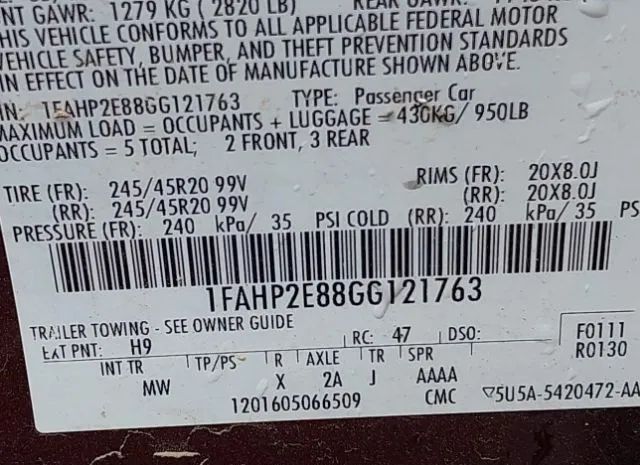 NT GAWR: 1279 KG ( 2820 LB)
THIS VEHICLE CONFORMS TO ALL APPLICABLE FEDERAL MOTOR
VEHICLE SAFETY, BUMPER, AND THEFT PREVENTION STANDARDS
IN EFFECT ON THE DATE OF MANUFACTURE SHOWN ABOVE.
IN: 1FAHP2E88GG121763 TYPE: Passenger Car
MAXIMUM LOAD = OCCUPANTS + LUGGAGE = 430KG/ 950LB
OCCUPANTS = 5 TOTAL; 2 FRONT, 3 REAR
TIRE (FR): 245/45R20 99V RIMS (FR): 20X8.0J
(RR): 245/45R20 99V (RR): 20X8.0J
PRESSURE (FR): 240 kPa/ 35 PSI COLD (RR): 240 kPa/ 35 PS
1FAHP2E88GG121763
TRAILER TOWING - SEE OWNER GUIDE
EXT PNT: H9 RC: 47 DSO: F0111
R0130
INT TR TP/PS R AXLE TR SPR
MW X 2A J AAAA
1201605066509 CMC ▽5U5A-5420472-AA